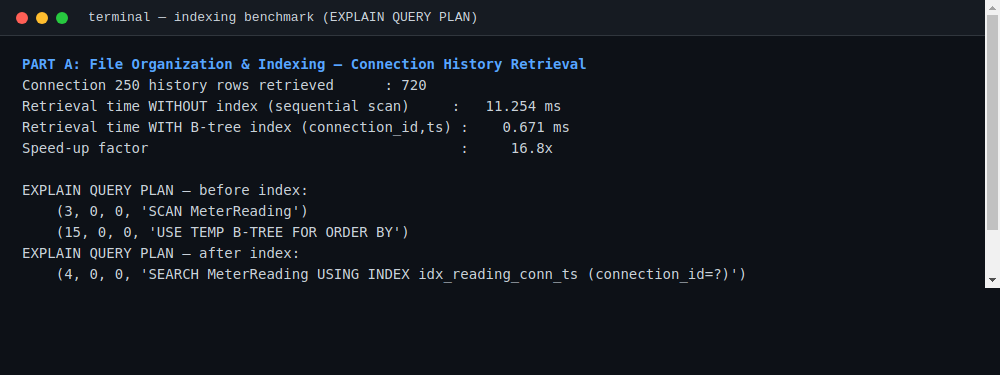 terminal — indexing benchmark (EXPLAIN QUERY PLAN)
PART A: File Organization & Indexing — Connection History Retrieval
Connection 250 history rows retrieved      : 720
Retrieval time WITHOUT index (sequential scan)     :   11.254 ms
Retrieval time WITH B-tree index (connection_id,ts) :    0.671 ms
Speed-up factor                                     :     16.8x
EXPLAIN QUERY PLAN — before index:
    (3, 0, 0, 'SCAN MeterReading')
    (15, 0, 0, 'USE TEMP B-TREE FOR ORDER BY')
EXPLAIN QUERY PLAN — after index:
    (4, 0, 0, 'SEARCH MeterReading USING INDEX idx_reading_conn_ts (connection_id=?)')